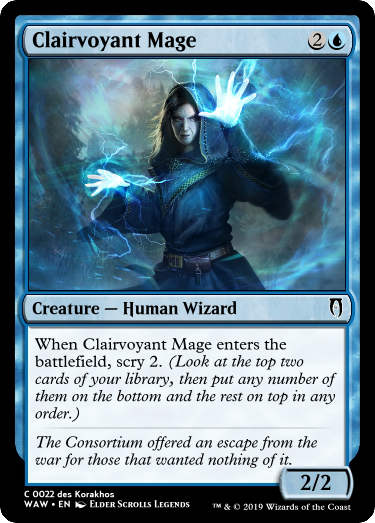 Clairvoyant Mage 2
Creature — Human Wizard
When Clairvoyant Mage enters the
battlefield, scry 2. (Look at the top two
cards of your library, then put any number of
them on the bottom and the rest on top in any
order.)
The Consortium offered an escape from the
war for those that wanted nothing of it.
2/2
C 0022 des Korakhos
WAW • EN Elder Scrolls Legends
™ & © 2019 Wizards of the Coast